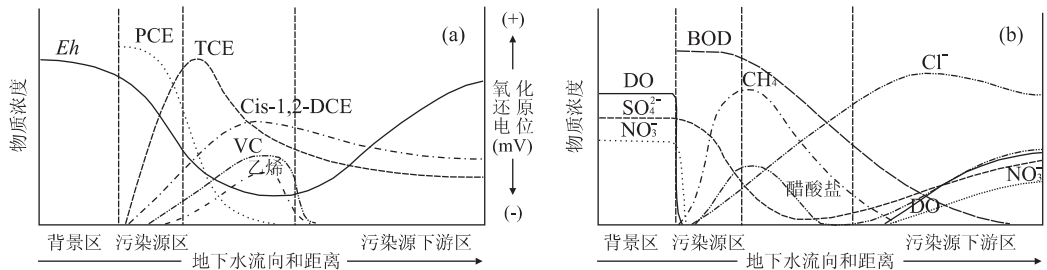 (a)
Eh
PCE
TCE
Cis-1,2-DCE
VC
乙烯
物质浓度
(+)
氧化
还原
电位
(mV)
(-)
背景区 污染源区 污染源下游区
地下水流向和距离
(b)
DO
SO₄²⁻
NO₃⁻
BOD
CH₄
Cl⁻
醋酸盐
NO₃⁻
DO
物质浓度
背景区 污染源区 污染源下游区
地下水流向和距离